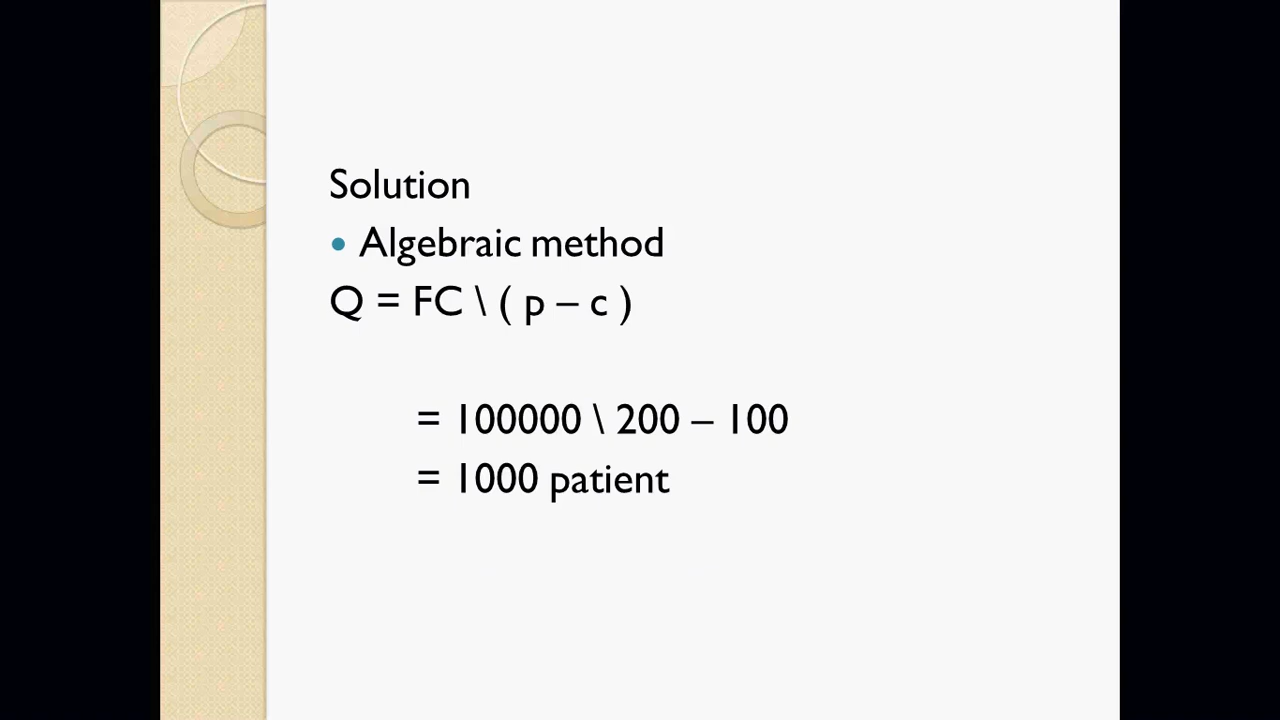 Solution
• Algebraic method
Q = FC \ ( p – c )
= 100000 \ 200 – 100
= 1000 patient